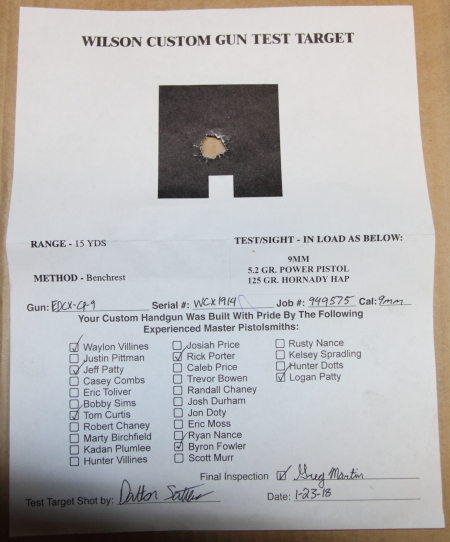 WILSON CUSTOM GUN TEST TARGET
RANGE - 15 YDS
TEST/SIGHT - IN LOAD AS BELOW:
9MM
5.2 GR. POWER PISTOL
125 GR. HORNADY HAP
METHOD - Benchrest
Gun: EDCX-CP-9 Serial #: WCX1914 Job #: 949575 Cal: 9mm
Your Custom Handgun Was Built With Pride By The Following
Experienced Master Pistolsmiths:
Waylon Villines
Justin Pittman
Jeff Patty
Casey Combs
Eric Toliver
Bobby Sims
Tom Curtis
Robert Chaney
Marty Birchfield
Kadan Plumlee
Hunter Villines
Josiah Price
Rick Porter
Caleb Price
Trevor Bowen
Randall Chaney
Josh Durham
Jon Doty
Eric Moss
Ryan Nance
Byron Fowler
Scott Murr
Rusty Nance
Kelsey Spradling
Hunter Dotts
Logan Patty
Final Inspection Greg Martin
Test Target Shot by: Dalton
Date: 1-23-18